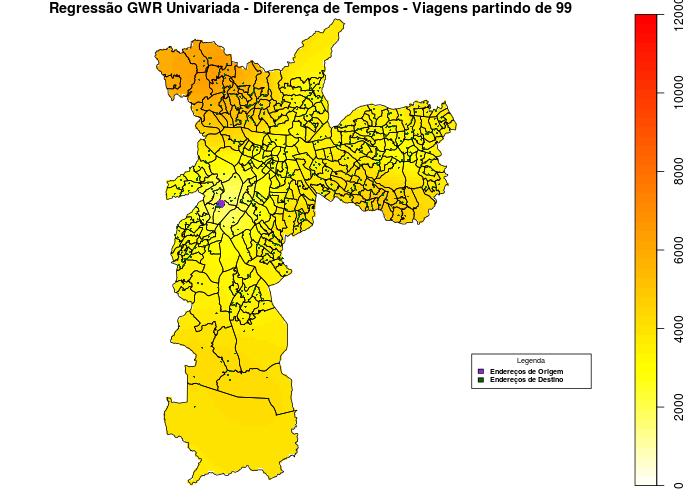 Regressão GWR Univariada - Diferença de Tempos - Viagens partindo de 99
12000
10000
8000
6000
4000
2000
0
Legenda
Endereços de Origem
Endereços de Destino